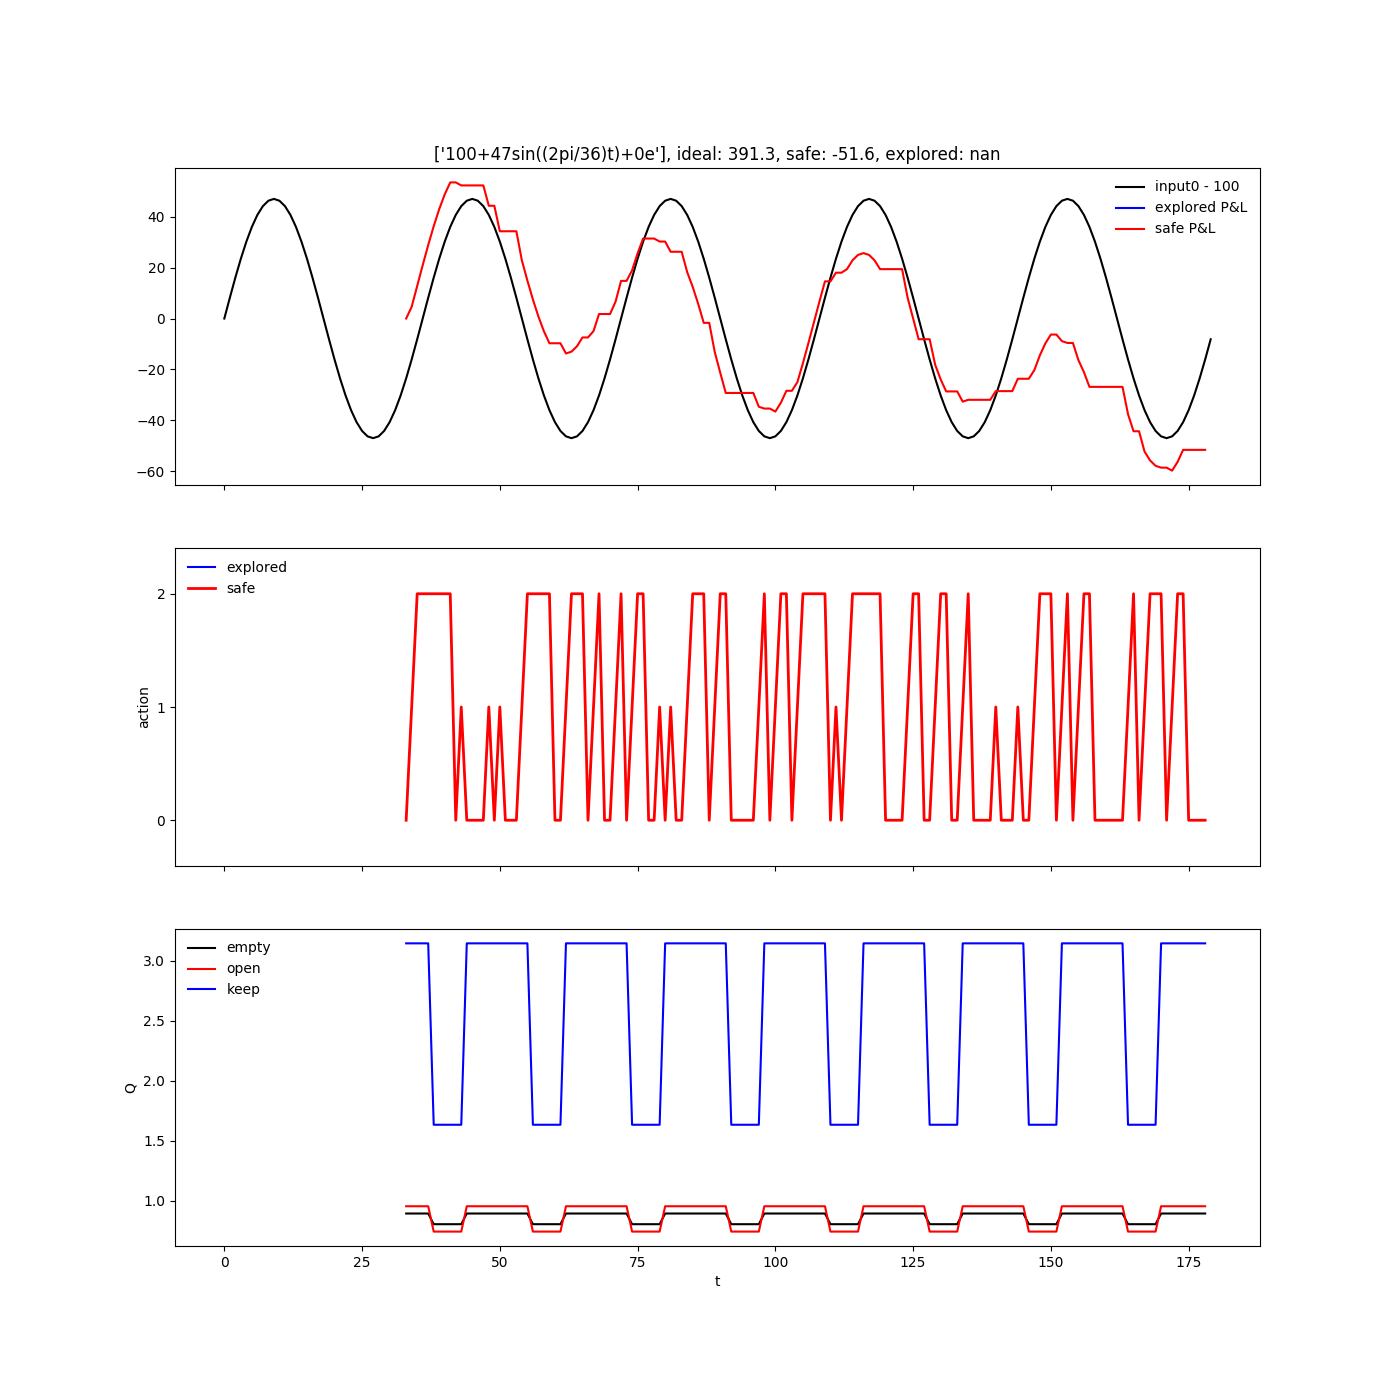 ['100+47sin((2pi/36)t)+0e'], ideal: 391.3, safe: -51.6, explored: nan
input0 - 100
explored P&L
safe P&L
40
20
0
−20
−40
−60
explored
safe
2
1
0
action
empty
open
keep
3.0
2.5
2.0
1.5
1.0
Q
0 25 50 75 100 125 150 175
t